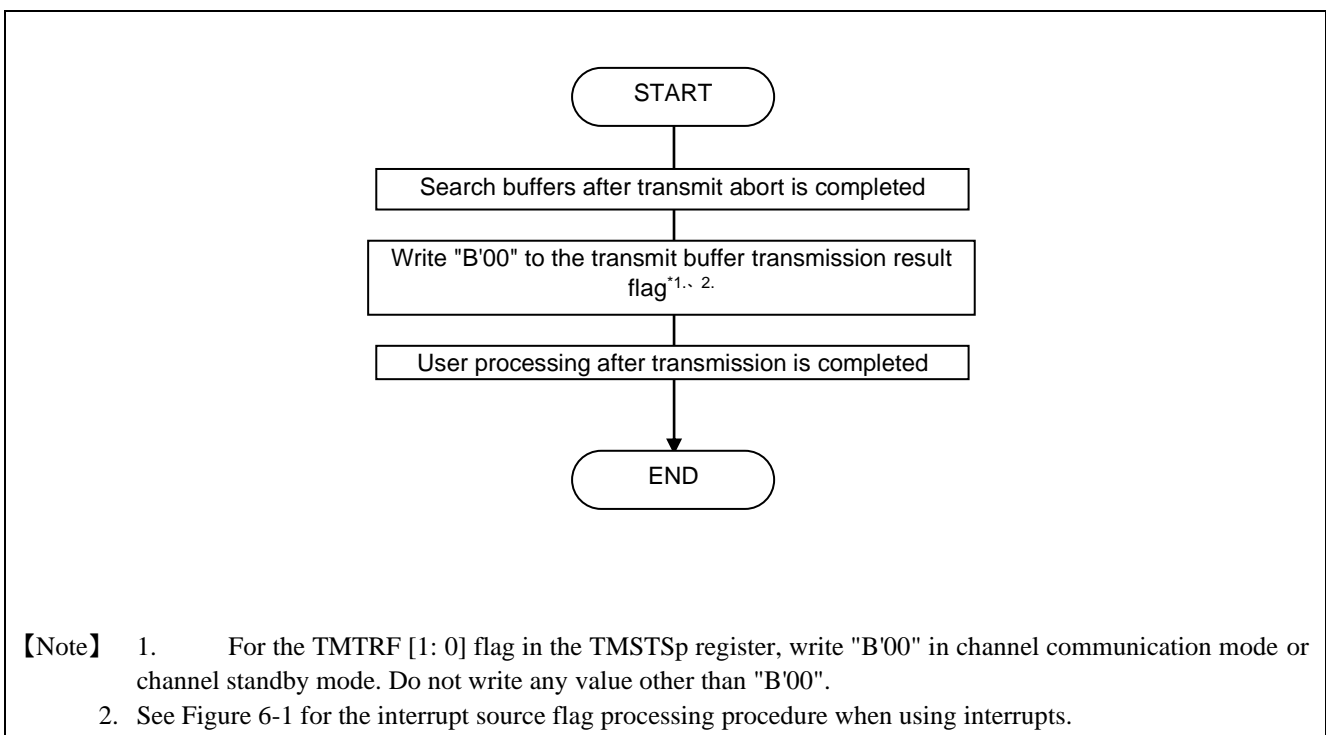 START
Search buffers after transmit abort is completed
Write "B'00" to the transmit buffer transmission result
flag*1.、2.
User processing after transmission is completed
END
【Note】 1. For the TMTRF [1: 0] flag in the TMSTSp register, write "B'00" in channel communication mode or
channel standby mode. Do not write any value other than "B'00".
2. See Figure 6-1 for the interrupt source flag processing procedure when using interrupts.